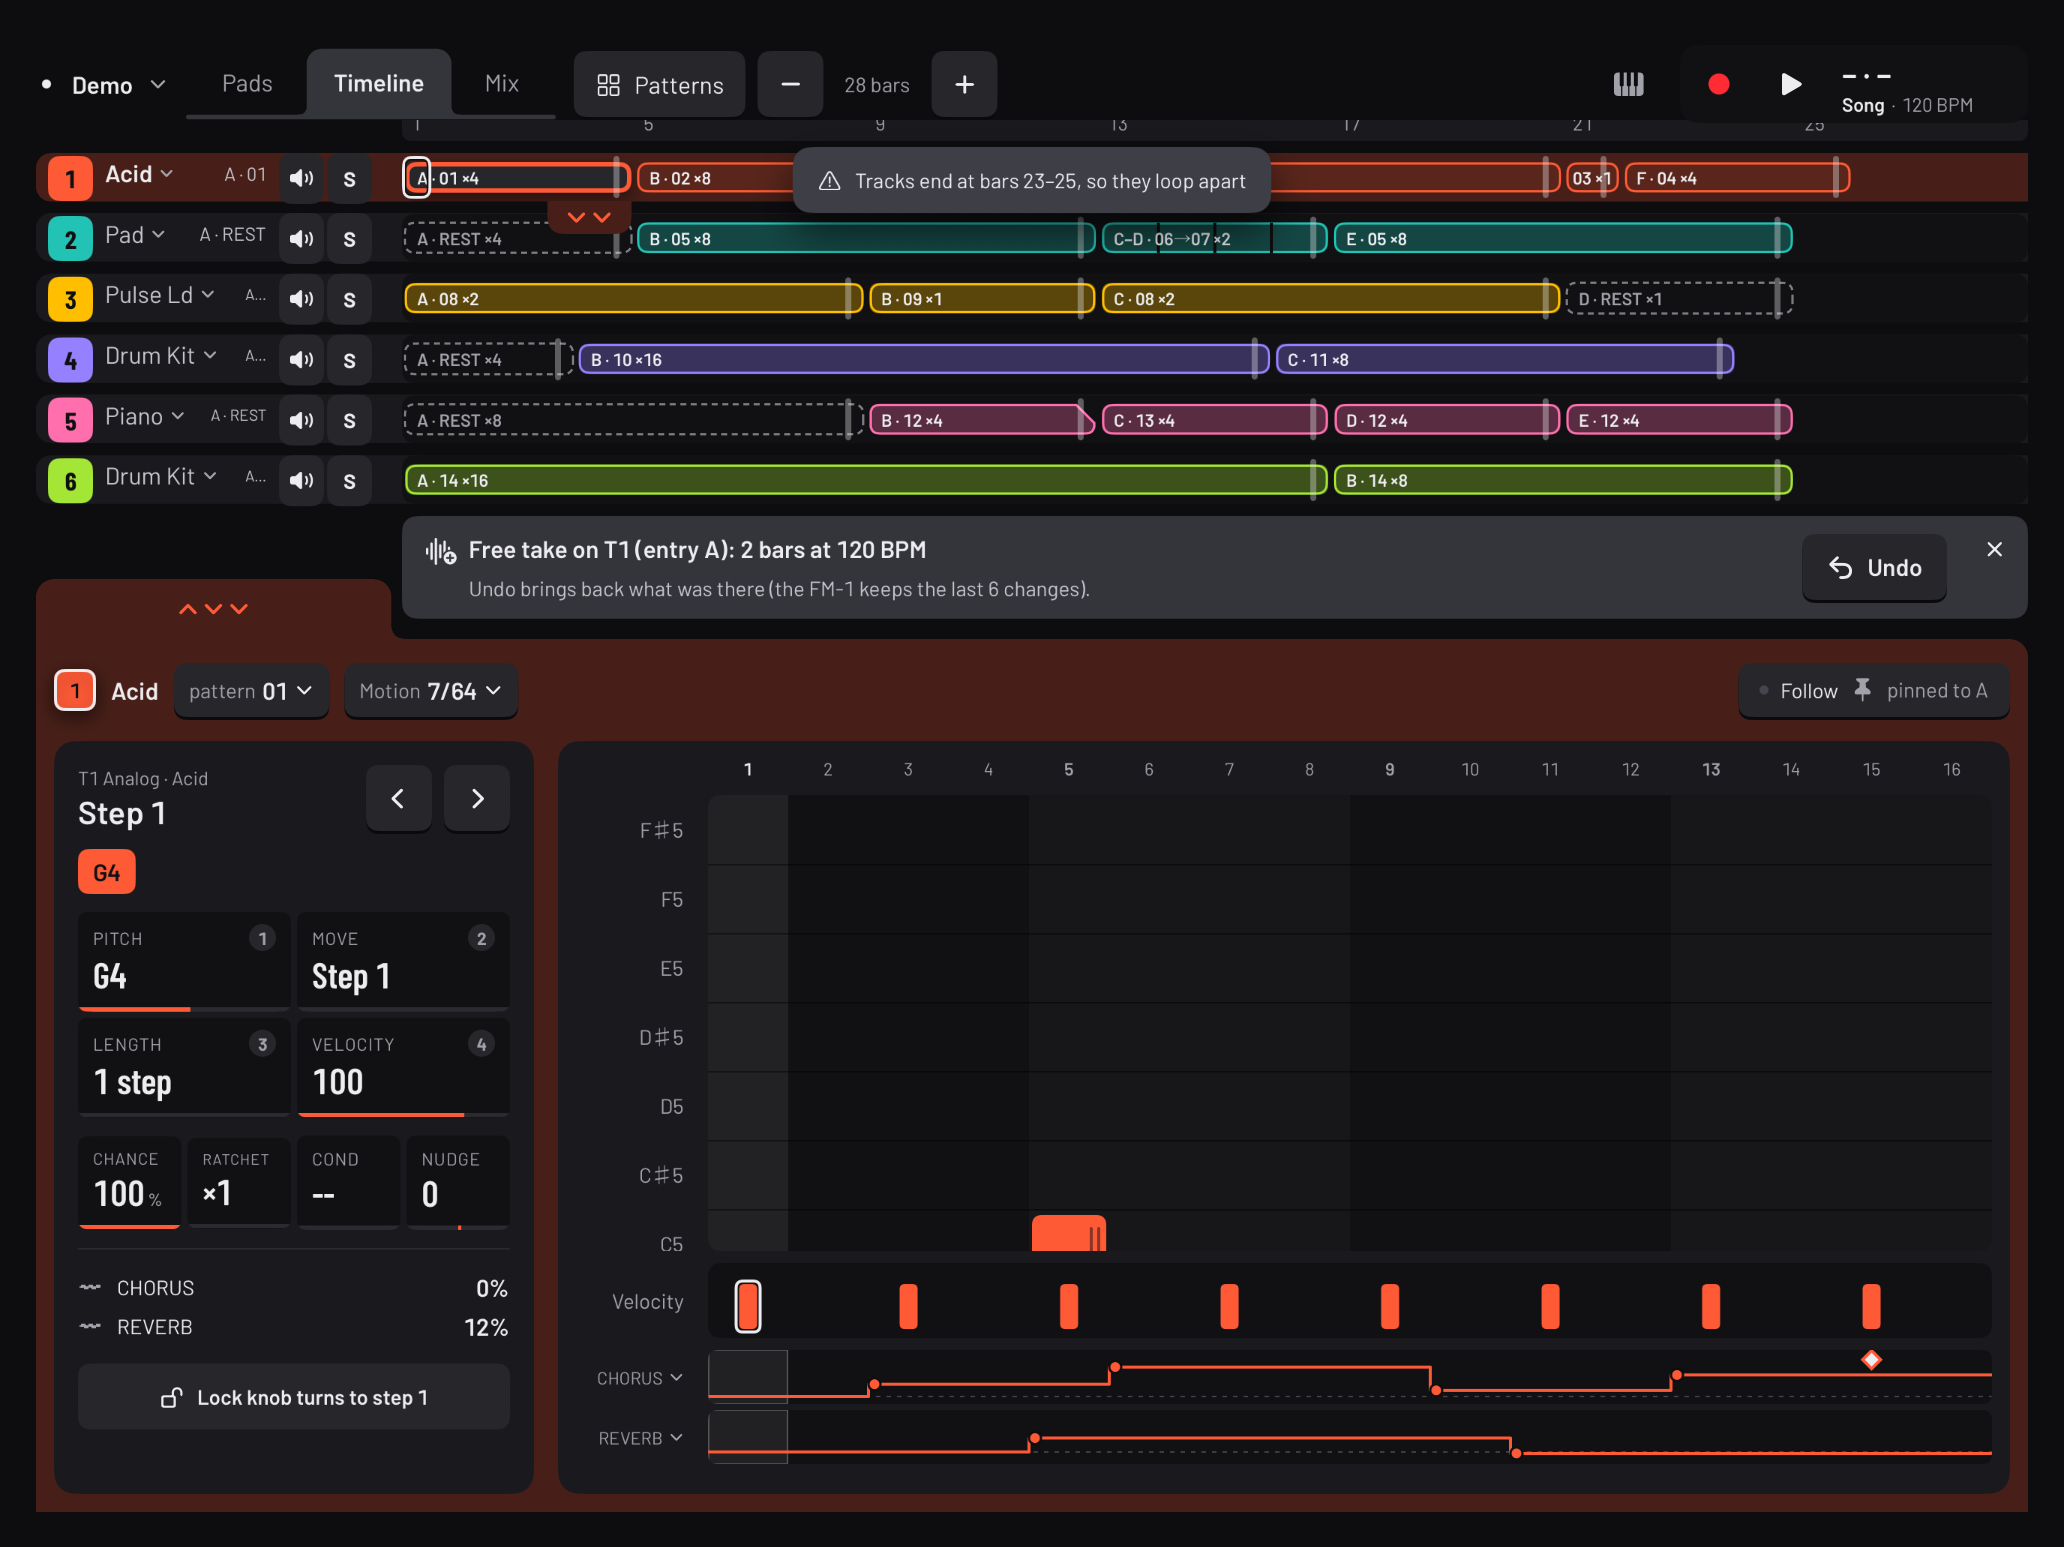 Demo Pads Timeline Mix Patterns − 28 bars + –·– Song · 120 BPM
1 5 9 13 17 21 25
1 Acid A · 01 S A · 01 ×4 B · 02 ×8 03 ×1 F · 04 ×4
Tracks end at bars 23–25, so they loop apart
2 Pad A · REST S A · REST ×4 B · 05 ×8 C–D · 06→07 ×2 E · 05 ×8
3 Pulse Ld A... S A · 08 ×2 B · 09 ×1 C · 08 ×2 D · REST ×1
4 Drum Kit A... S A · REST ×4 B · 10 ×16 C · 11 ×8
5 Piano A · REST S A · REST ×8 B · 12 ×4 C · 13 ×4 D · 12 ×4 E · 12 ×4
6 Drum Kit A... S A · 14 ×16 B · 14 ×8
Free take on T1 (entry A): 2 bars at 120 BPM
Undo brings back what was there (the FM-1 keeps the last 6 changes).
Undo
1 Acid pattern 01 Motion 7/64 Follow pinned to A
T1 Analog · Acid
Step 1
G4
PITCH 1 MOVE 2
G4 Step 1
LENGTH 3 VELOCITY 4
1 step 100
CHANCE RATCHET COND NUDGE
100 % ×1 -- 0
CHORUS 0%
REVERB 12%
Lock knob turns to step 1
1 2 3 4 5 6 7 8 9 10 11 12 13 14 15 16
F♯5
F5
E5
D♯5
D5
C♯5
C5
Velocity
CHORUS
REVERB